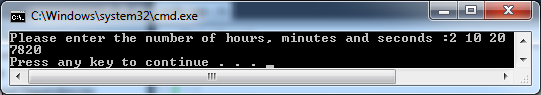 C:\Windows\system32\cmd.exe
Please enter the number of hours, minutes and seconds :2 10 20
7820
Press any key to continue . . .